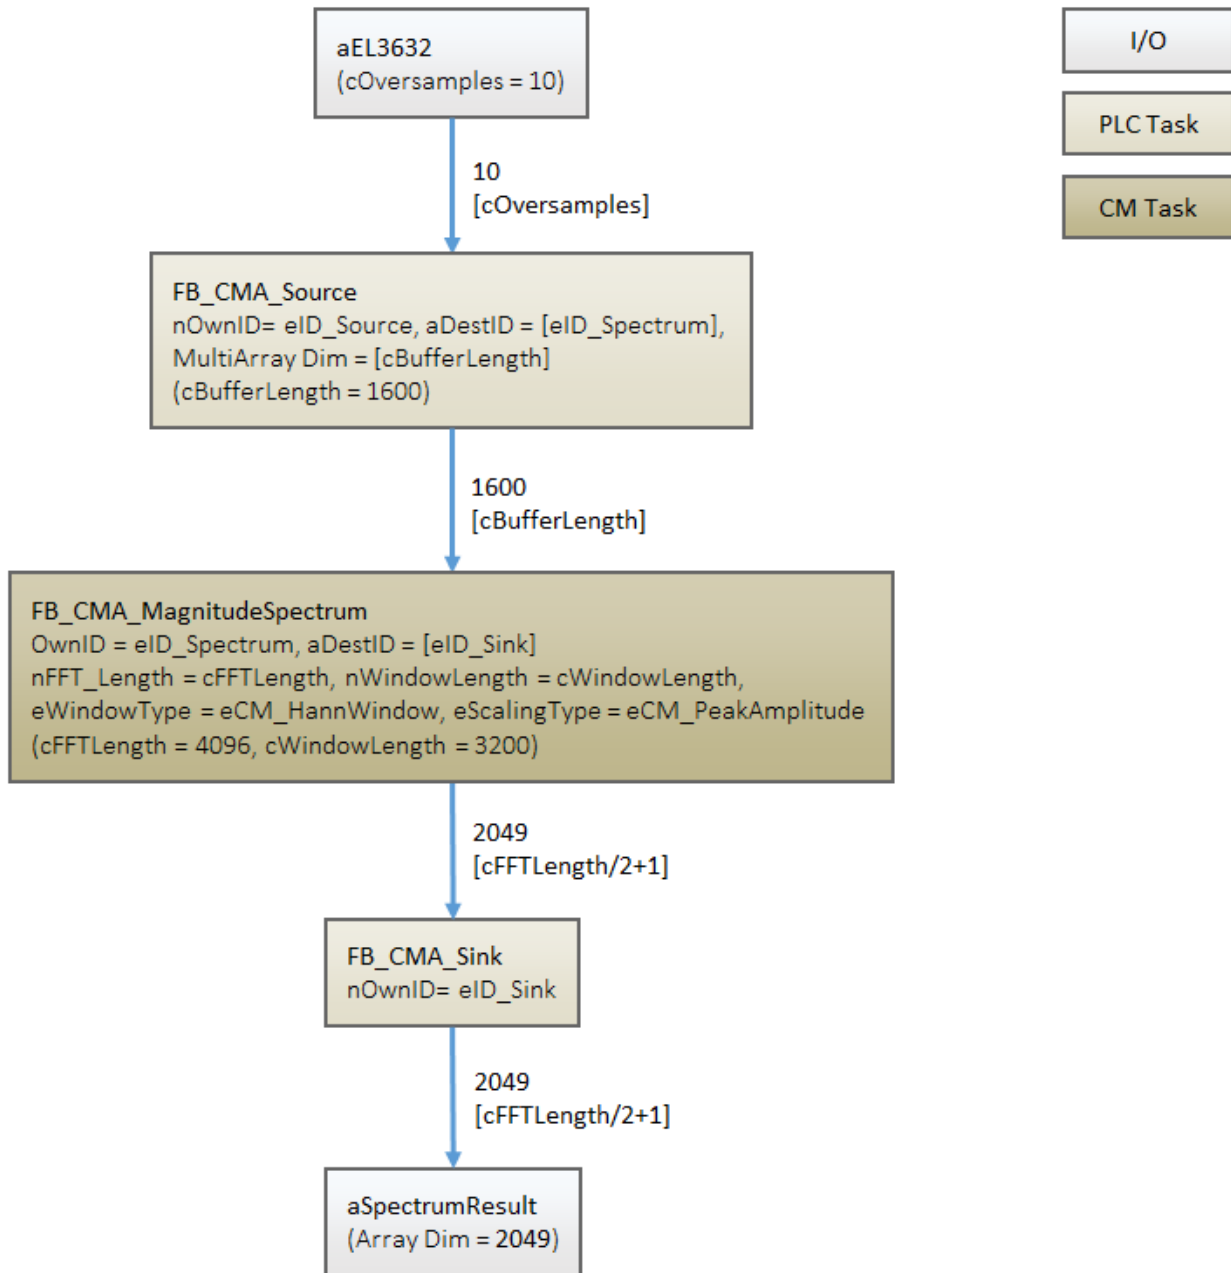 aEL3632
(cOversamples = 10)
I/O
PLC Task
CM Task
10
[cOversamples]
FB_CMA_Source
nOwnID= eID_Source, aDestID = [eID_Spectrum],
MultiArray Dim = [cBufferLength]
(cBufferLength = 1600)
1600
[cBufferLength]
FB_CMA_MagnitudeSpectrum
OwnID = eID_Spectrum, aDestID = [eID_Sink]
nFFT_Length = cFFTLength, nWindowLength = cWindowLength,
eWindowType = eCM_HannWindow, eScalingType = eCM_PeakAmplitude
(cFFTLength = 4096, cWindowLength = 3200)
2049
[cFFTLength/2+1]
FB_CMA_Sink
nOwnID= eID_Sink
2049
[cFFTLength/2+1]
aSpectrumResult
(Array Dim = 2049)